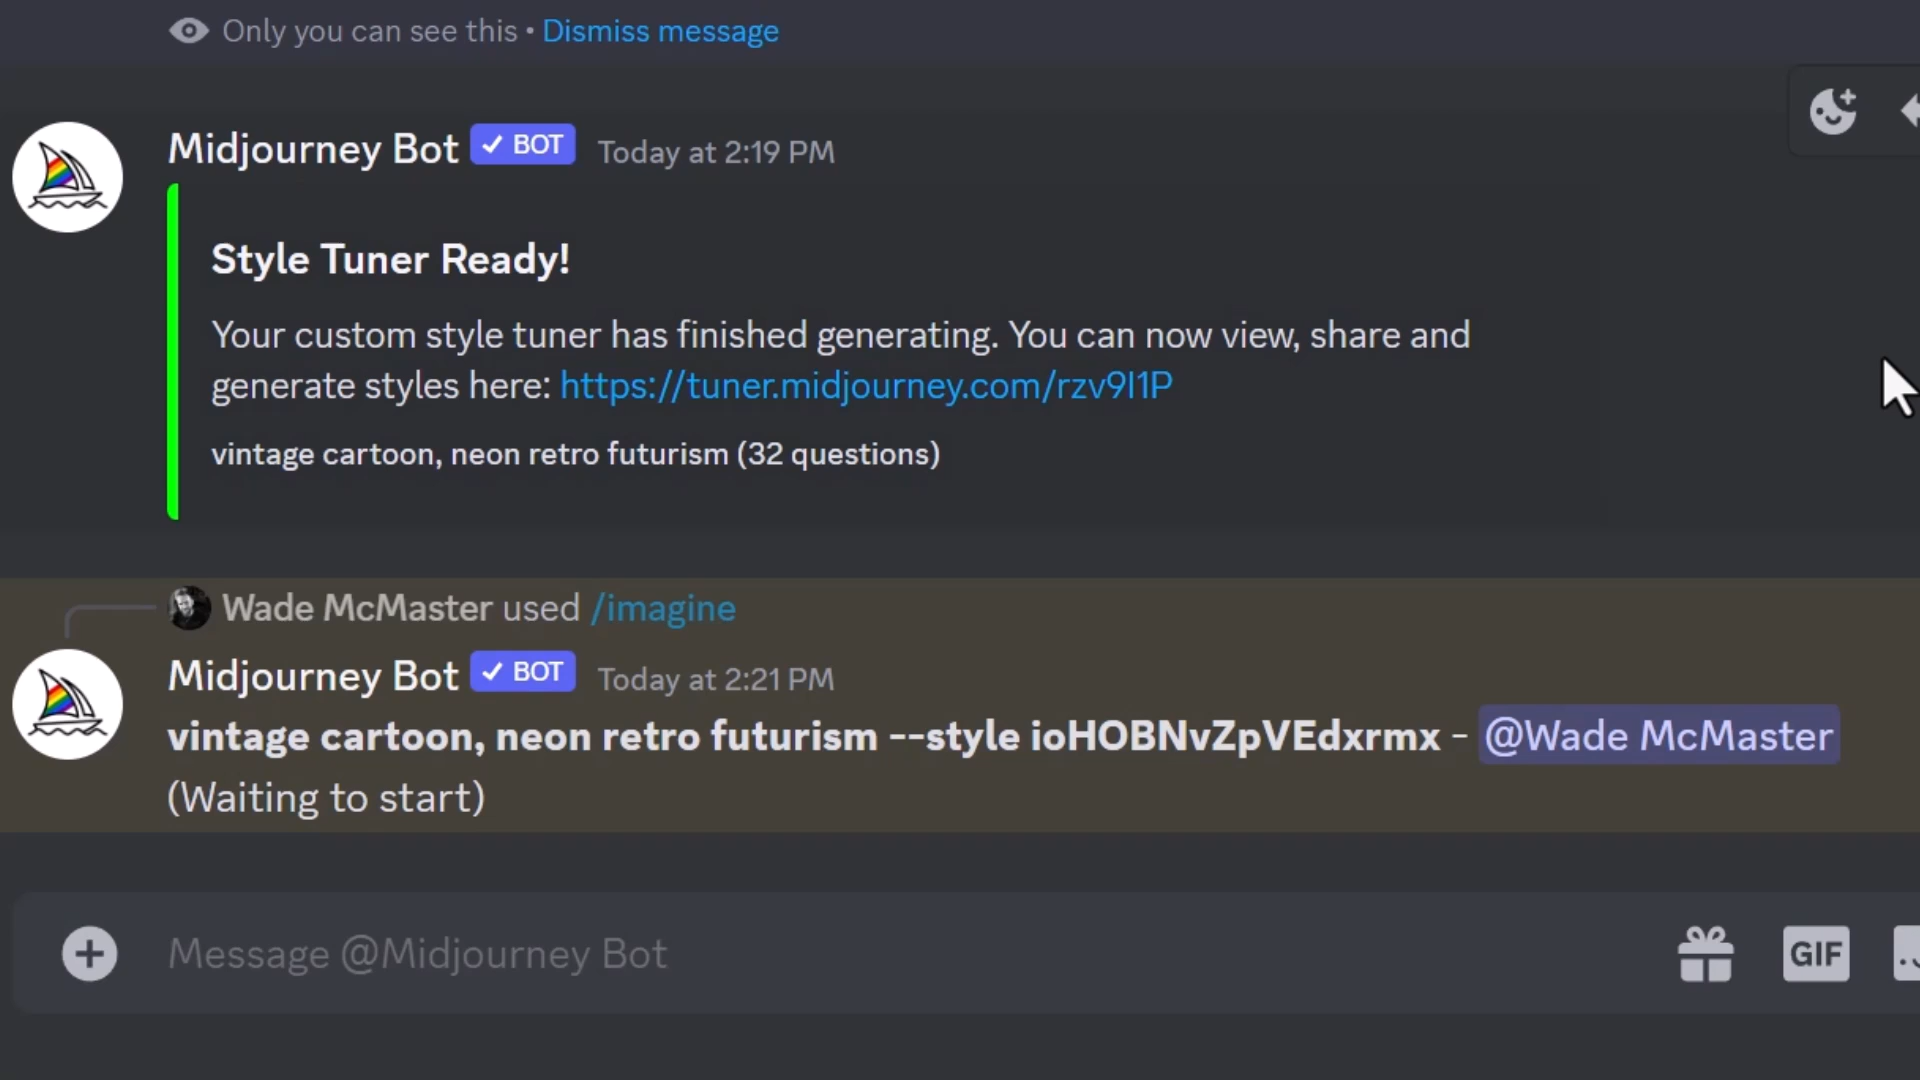 Only you can see this • Dismiss message
Midjourney Bot ✓ BOT Today at 2:19 PM
Style Tuner Ready!
Your custom style tuner has finished generating. You can now view, share and
generate styles here: https://tuner.midjourney.com/rzv9I1P
vintage cartoon, neon retro futurism (32 questions)
Wade McMaster used /imagine
Midjourney Bot ✓ BOT Today at 2:21 PM
vintage cartoon, neon retro futurism --style ioHOBNvZpVEdxrmx - @Wade McMaster
(Waiting to start)
Message @Midjourney Bot
GIF